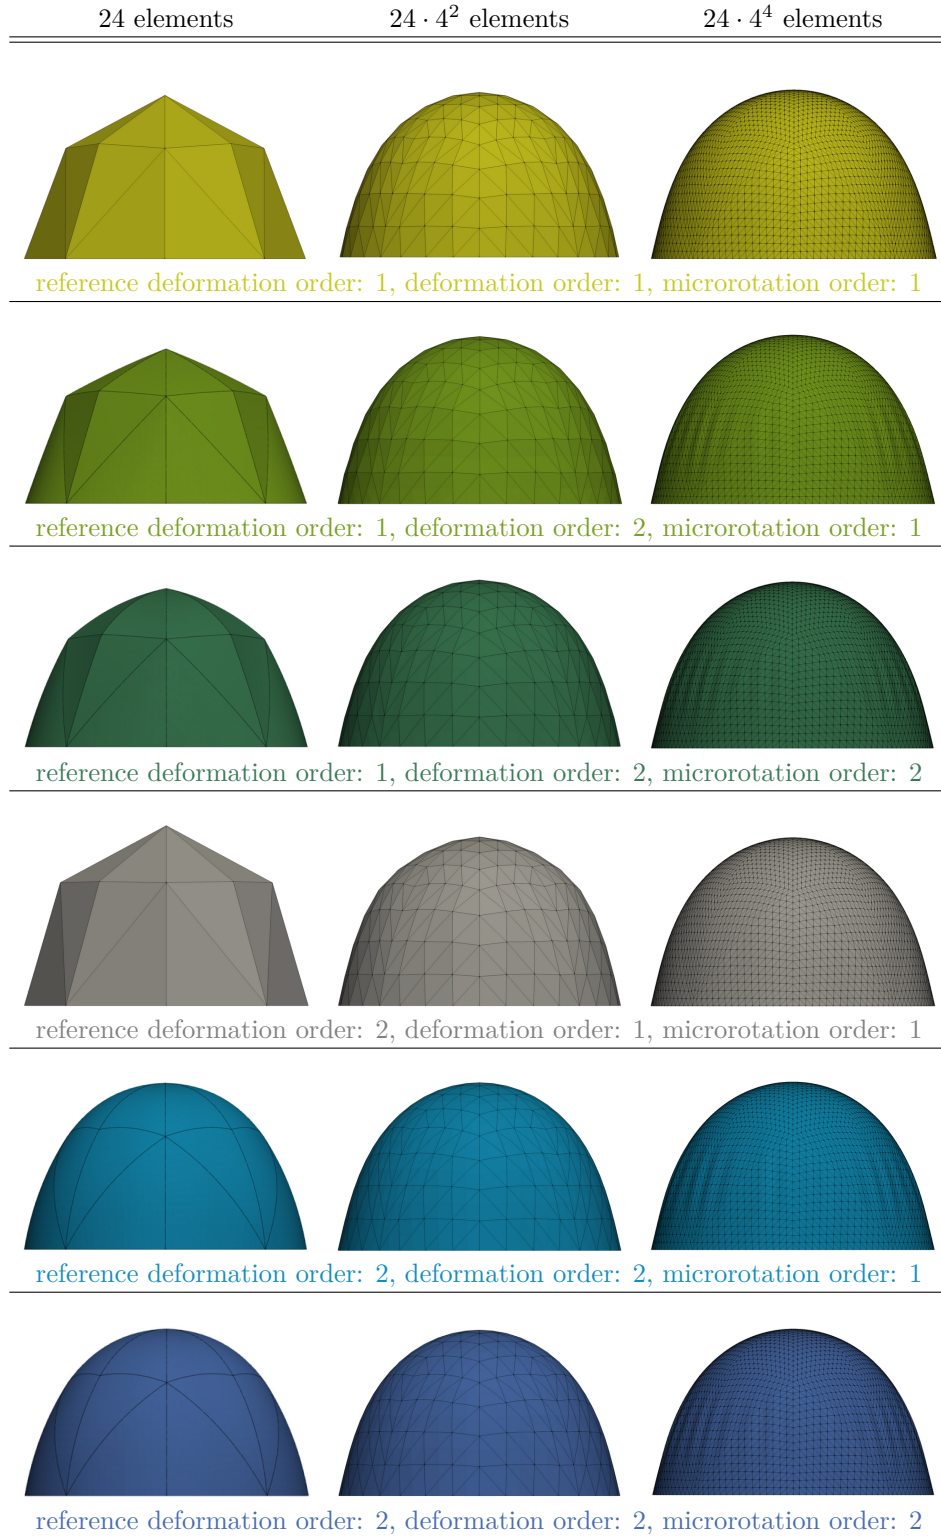 24 elements 24 · 4² elements 24 · 4⁴ elements
reference deformation order: 1, deformation order: 1, microrotation order: 1
reference deformation order: 1, deformation order: 2, microrotation order: 1
reference deformation order: 1, deformation order: 2, microrotation order: 2
reference deformation order: 2, deformation order: 1, microrotation order: 1
reference deformation order: 2, deformation order: 2, microrotation order: 1
reference deformation order: 2, deformation order: 2, microrotation order: 2